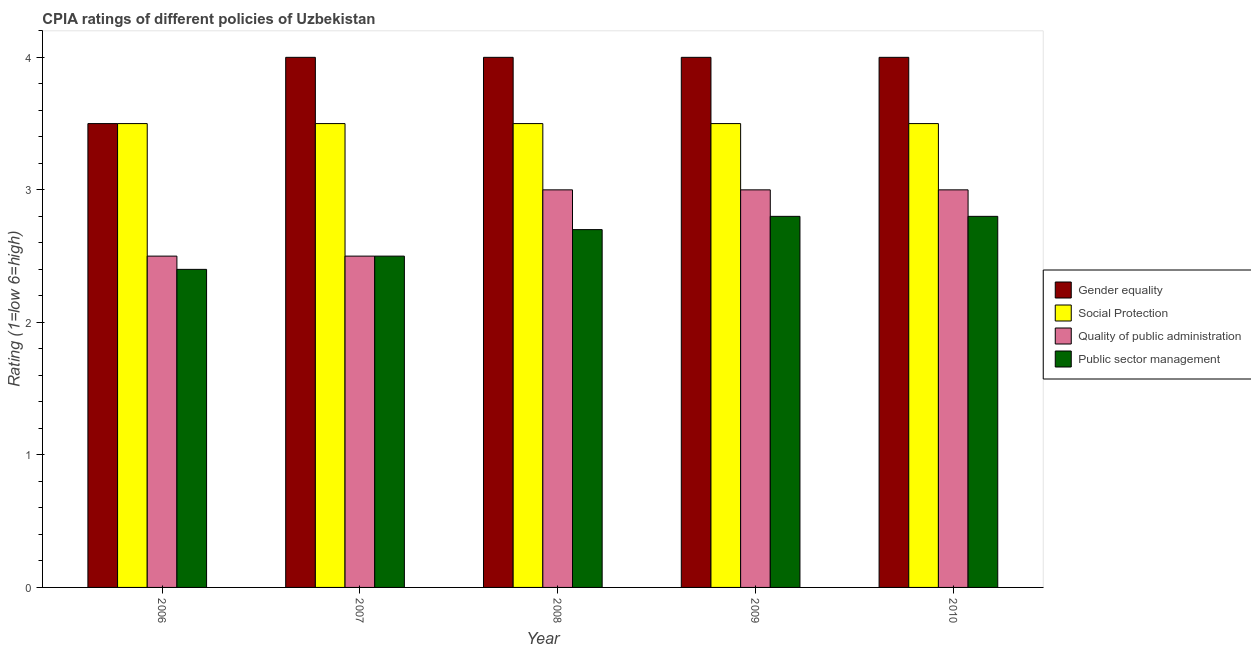 CPIA ratings of different policies of Uzbekistan
Rating (1=low 6=high)
4
3
2
1
0
2006
2007
2008
2009
2010
Year
Gender equality
Social Protection
Quality of public administration
Public sector management